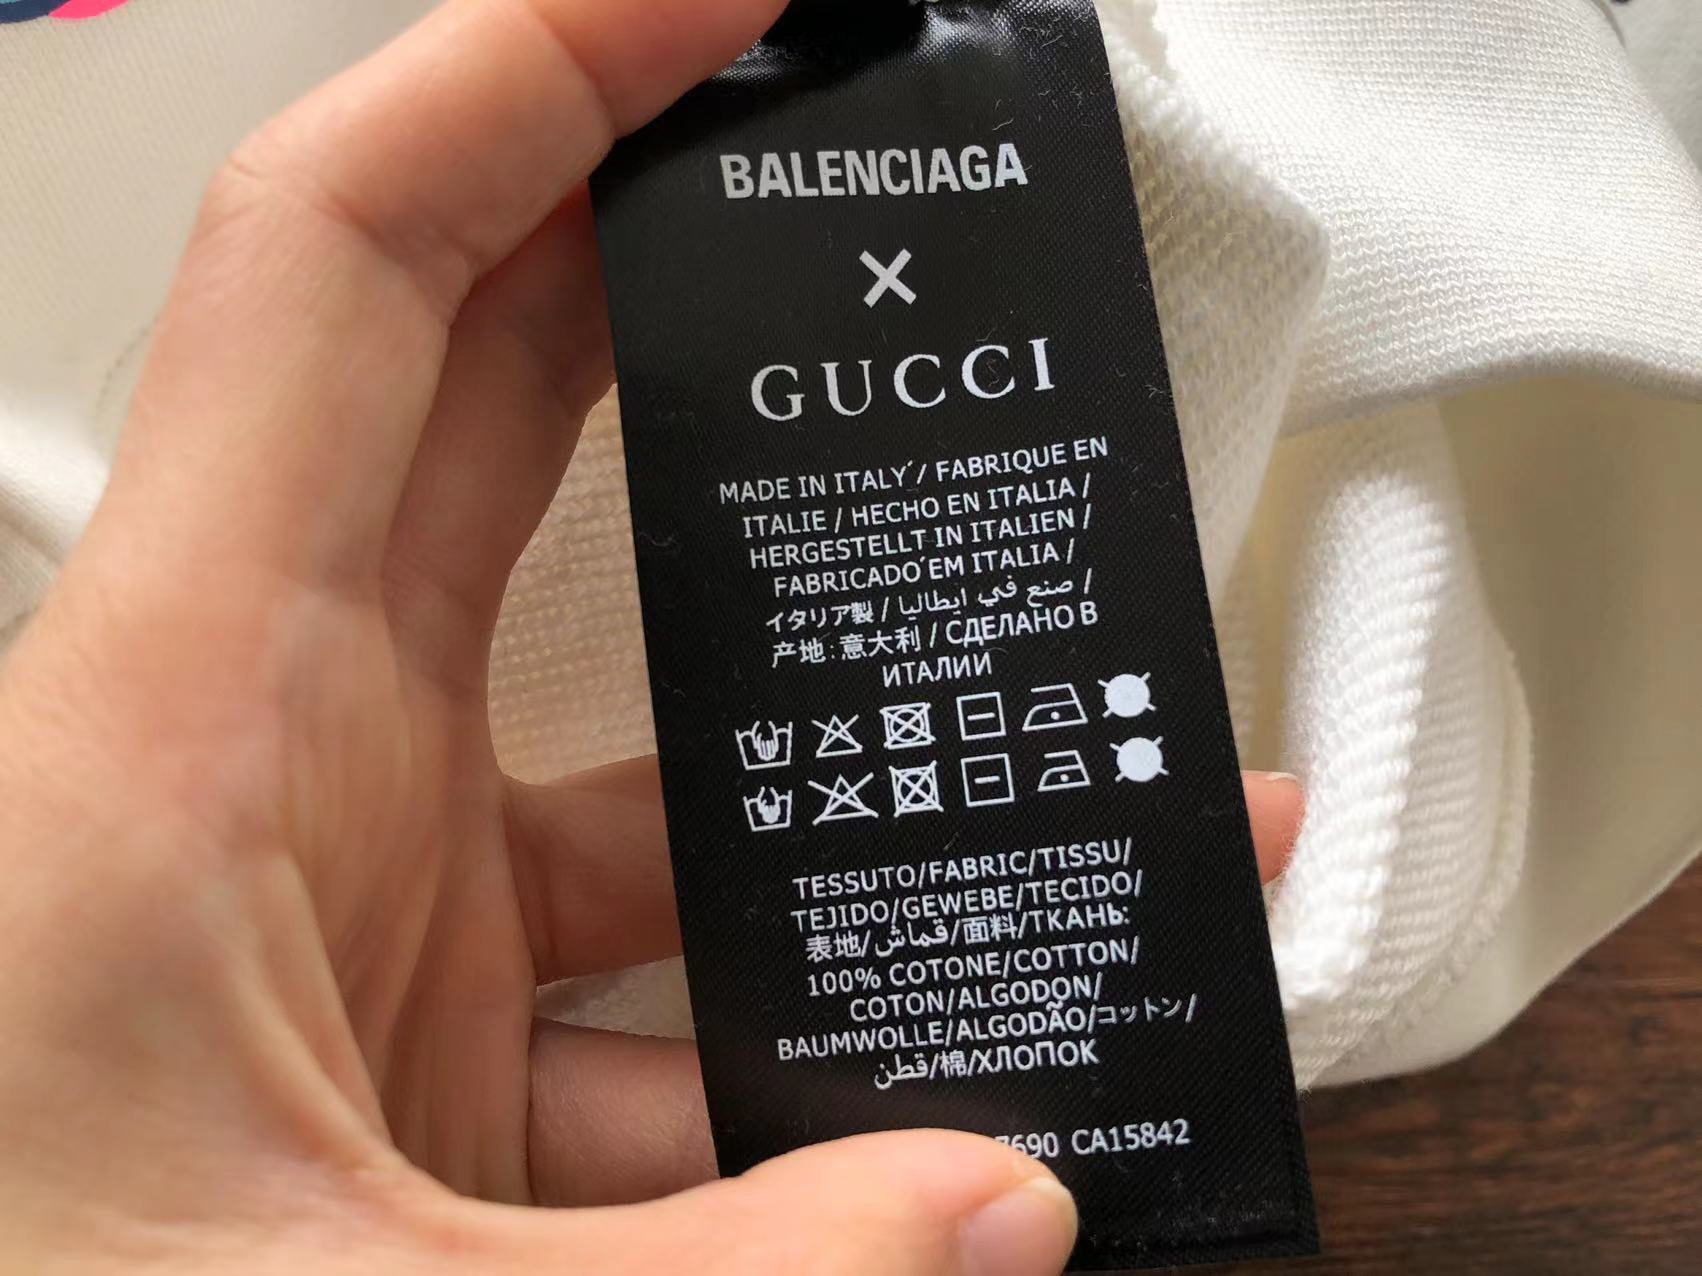 BALENCIAGA
×
GUCCI
MADE IN ITALY / FABRIQUE EN
ITALIE / HECHO EN ITALIA /
HERGESTELLT IN ITALIEN /
FABRICADO EM ITALIA /
イタリア製 / صنع في ايطاليا /
产地:意大利 / СДЕЛАНО В
ИТАЛИИ
TESSUTO/FABRIC/TISSU/
TEJIDO/GEWEBE/TECIDO/
表地/قماش/面料/ТКАНЬ:
100% COTONE/COTTON/
COTON/ALGODON/
BAUMWOLLE/ALGODÃO/コットン/
قطن/棉/ХЛОПОК
CA15842